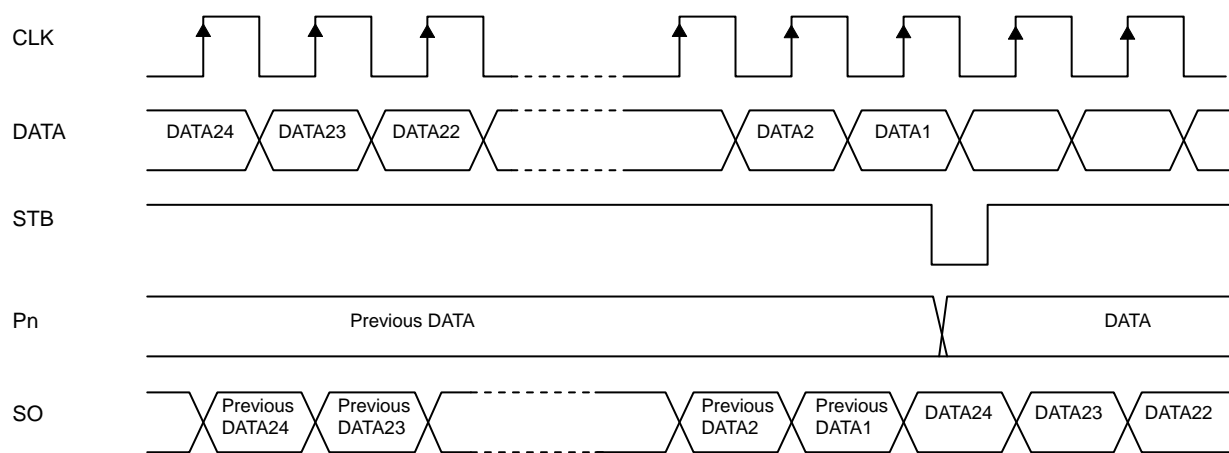 CLK
DATA
DATA24
DATA23
DATA22
DATA2
DATA1
STB
Pn
Previous DATA
DATA
SO
Previous
DATA24
Previous
DATA23
Previous
DATA2
Previous
DATA1
DATA24
DATA23
DATA22